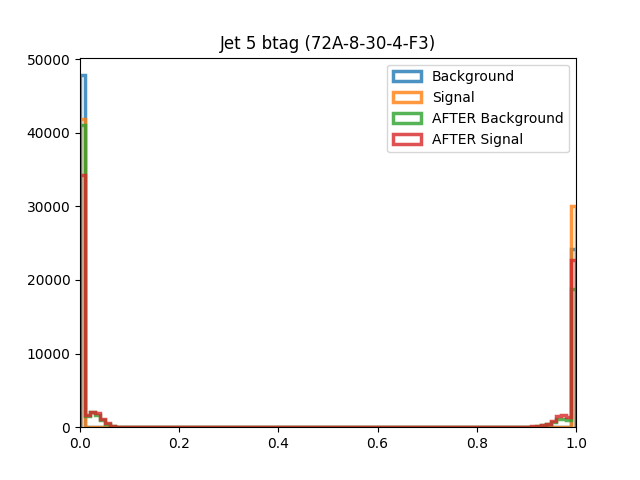 Jet 5 btag (72A-8-30-4-F3)
50000
40000
30000
20000
10000
0
Background
Signal
AFTER Background
AFTER Signal
0.0 0.2 0.4 0.6 0.8 1.0